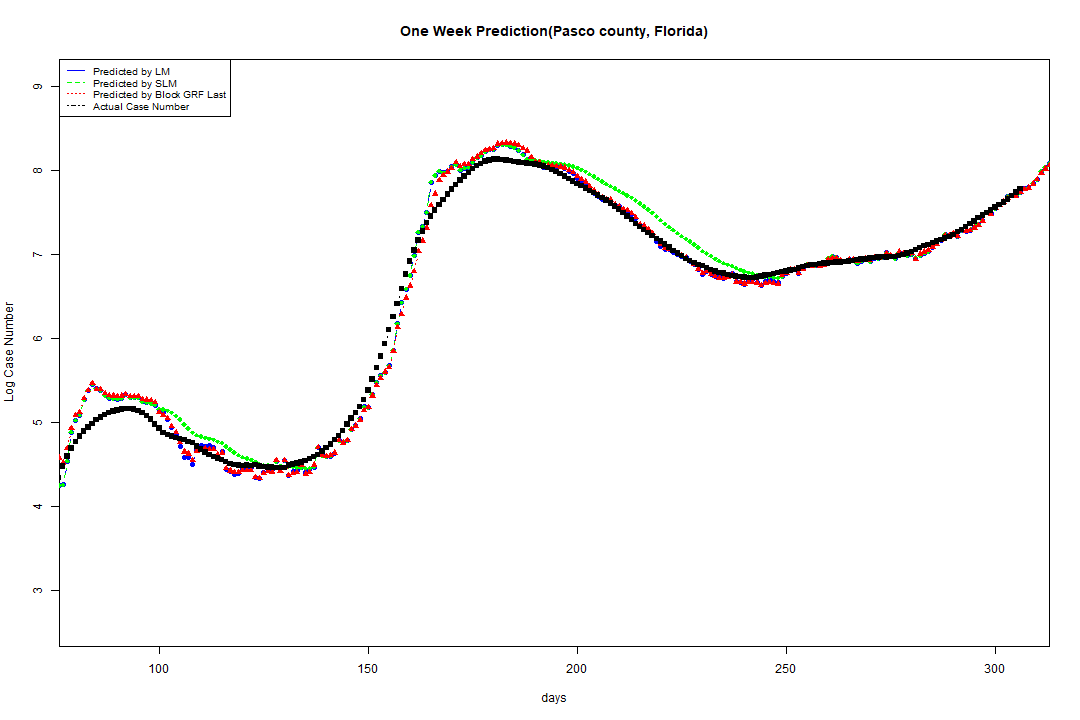 One Week Prediction(Pasco county, Florida)
Predicted by LM
Predicted by SLM
Predicted by Block GRF Last
Actual Case Number
9
8
7
6
5
4
3
Log Case Number
100 150 200 250 300
days